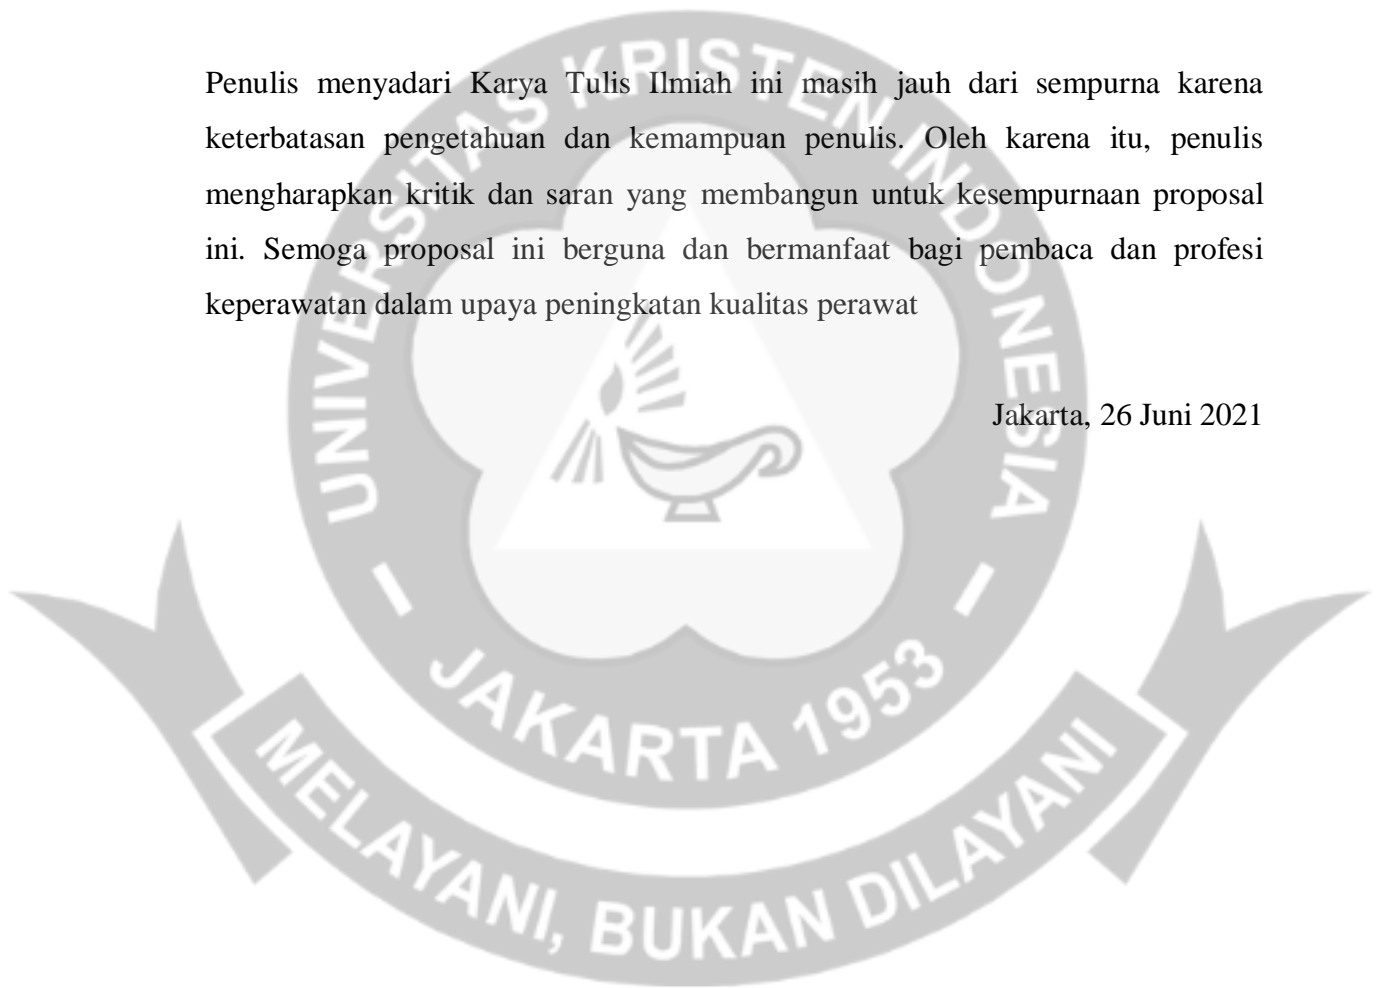 Penulis menyadari Karya Tulis Ilmiah ini masih jauh dari sempurna karena
keterbatasan pengetahuan dan kemampuan penulis. Oleh karena itu, penulis
mengharapkan kritik dan saran yang membangun untuk kesempurnaan proposal
ini. Semoga proposal ini berguna dan bermanfaat bagi pembaca dan profesi
keperawatan dalam upaya peningkatan kualitas perawat
Jakarta, 26 Juni 2021
UNIVERSITAS KRISTEN INDONESIA
JAKARTA 1953
MELAYANI, BUKAN DILAYANI